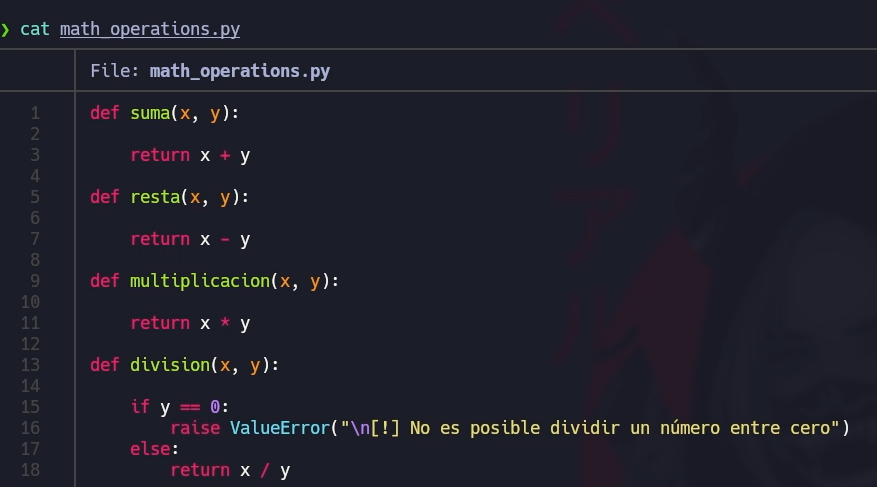 ❯ cat math_operations.py
File: math_operations.py
1 def suma(x, y):
2
3     return x + y
4
5 def resta(x, y):
6
7     return x - y
8
9 def multiplicacion(x, y):
10
11     return x * y
12
13 def division(x, y):
14
15     if y == 0:
16         raise ValueError("\n[!] No es posible dividir un número entre cero")
17     else:
18         return x / y